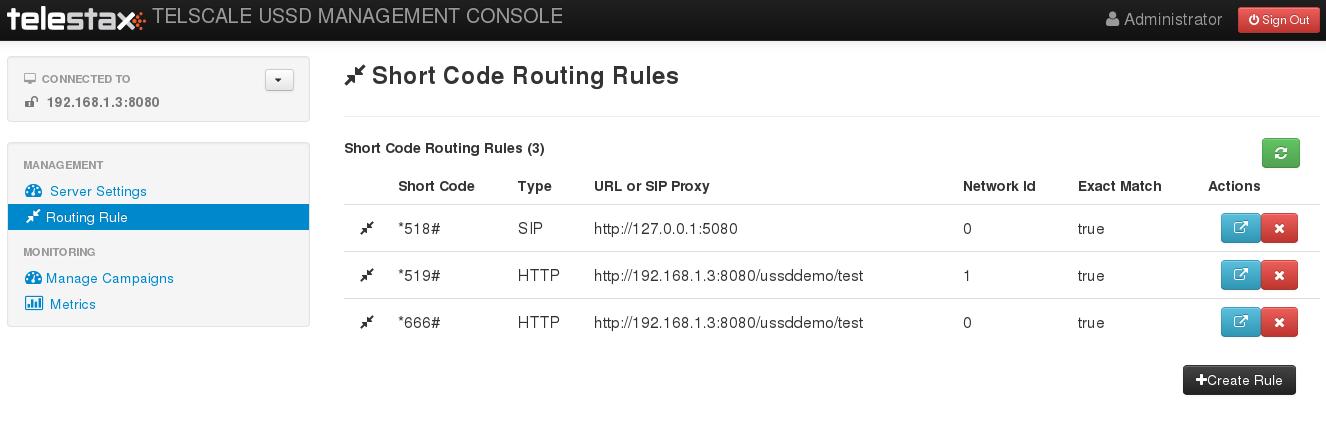 telestax TELSCALE USSD MANAGEMENT CONSOLE Administrator Sign Out
CONNECTED TO
192.168.1.3:8080
MANAGEMENT
Server Settings
Routing Rule
MONITORING
Manage Campaigns
Metrics
Short Code Routing Rules
Short Code Routing Rules (3)
Short Code Type URL or SIP Proxy Network Id Exact Match Actions
*518# SIP http://127.0.0.1:5080 0 true
*519# HTTP http://192.168.1.3:8080/ussddemo/test 1 true
*666# HTTP http://192.168.1.3:8080/ussddemo/test 0 true
Create Rule